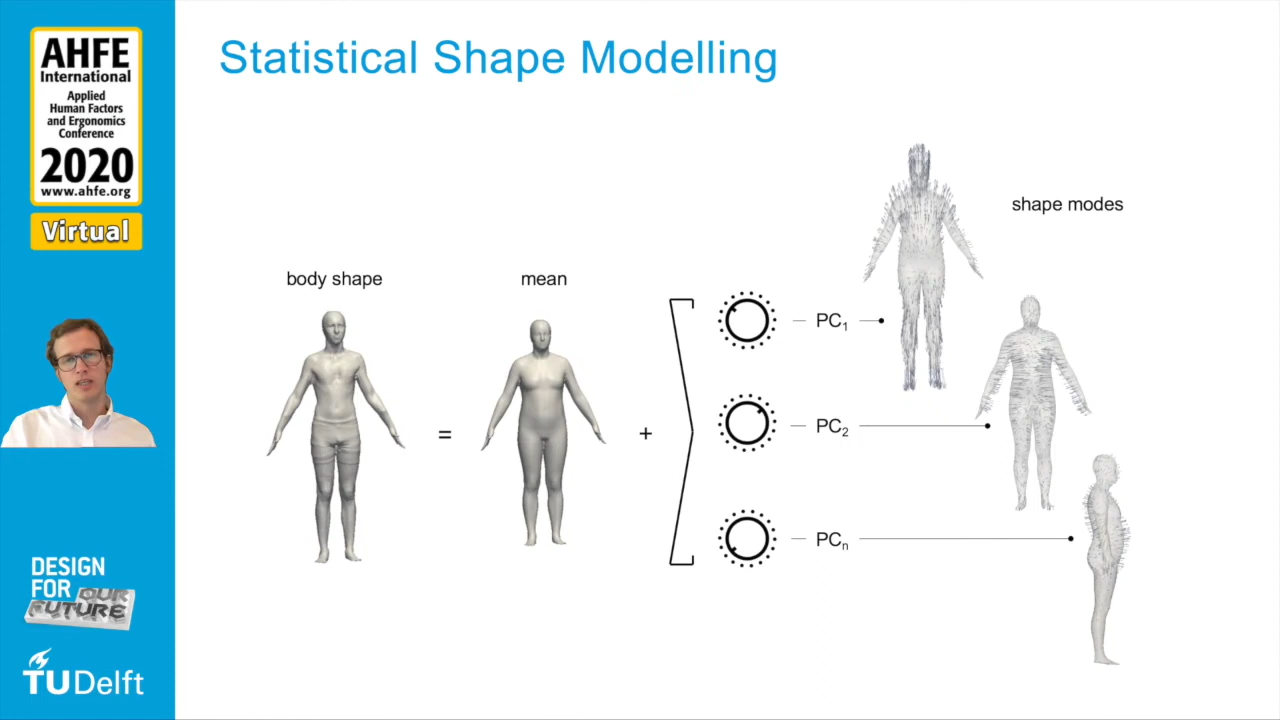 AHFE
International
Applied
Human Factors
and Ergonomics
Conference
2020
www.ahfe.org
Virtual
DESIGN
FOR OUR
FUTURE
TUDelft
Statistical Shape Modelling
shape modes
body shape
mean
=
+
PC₁
PC₂
PCₙ